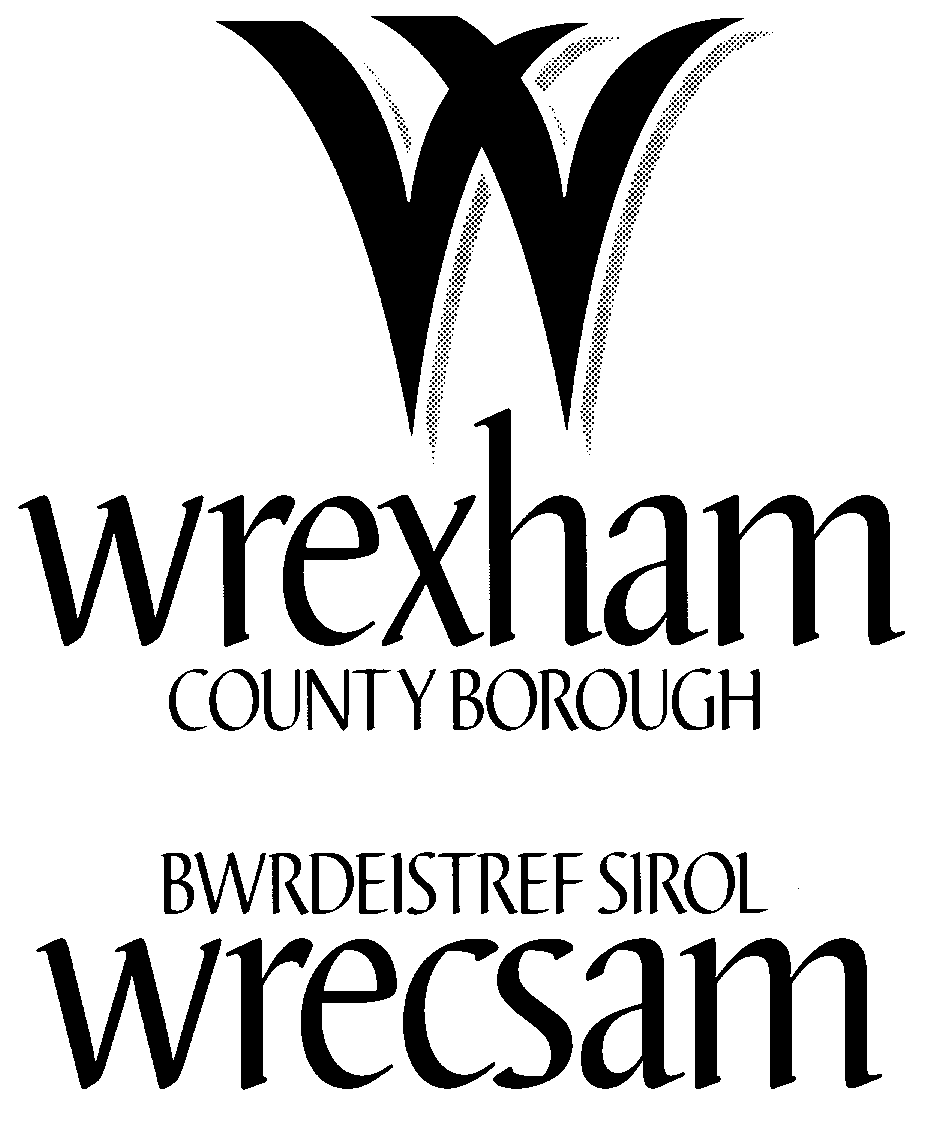 W
wrexham
COUNTY BOROUGH
BWRDEISTREF SIROL
wrecsam